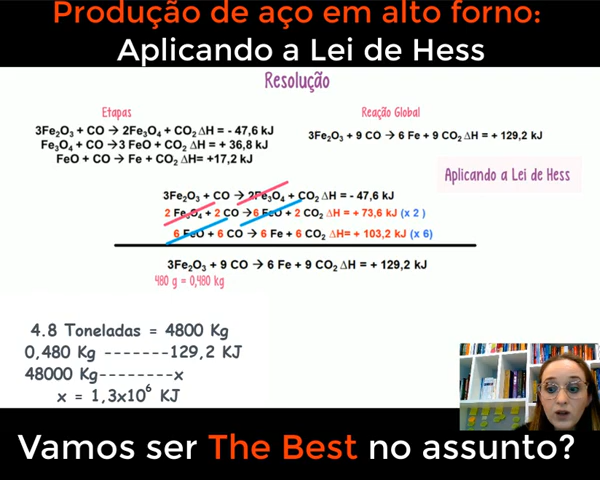 Produção de aço em alto forno:
Aplicando a Lei de Hess
Resolução
Etapas
3Fe₂O₃ + CO → 2Fe₃O₄ + CO₂ ΔH = - 47,6 kJ
Fe₃O₄ + CO →3 FeO + CO₂ ΔH = + 36,8 kJ
FeO + CO → Fe + CO₂ ΔH= +17,2 kJ
Reação Global
3Fe₂O₃ + 9 CO → 6 Fe + 9 CO₂ ΔH = + 129,2 kJ
Aplicando a Lei de Hess
3Fe₂O₃ + CO → 2Fe₃O₄ + CO₂ ΔH = - 47,6 kJ
2 Fe₃O₄ + 2 CO →6 FeO + 2 CO₂ ΔH = + 73,6 kJ (x 2 )
6 FeO + 6 CO → 6 Fe + 6 CO₂ ΔH= + 103,2 kJ (x 6)
3Fe₂O₃ + 9 CO → 6 Fe + 9 CO₂ ΔH = + 129,2 kJ
480 g = 0,480 kg
4.8 Toneladas = 4800 Kg
0,480 Kg -------129,2 KJ
48000 Kg--------x
x = 1,3x10⁶ KJ
Vamos ser The Best no assunto?